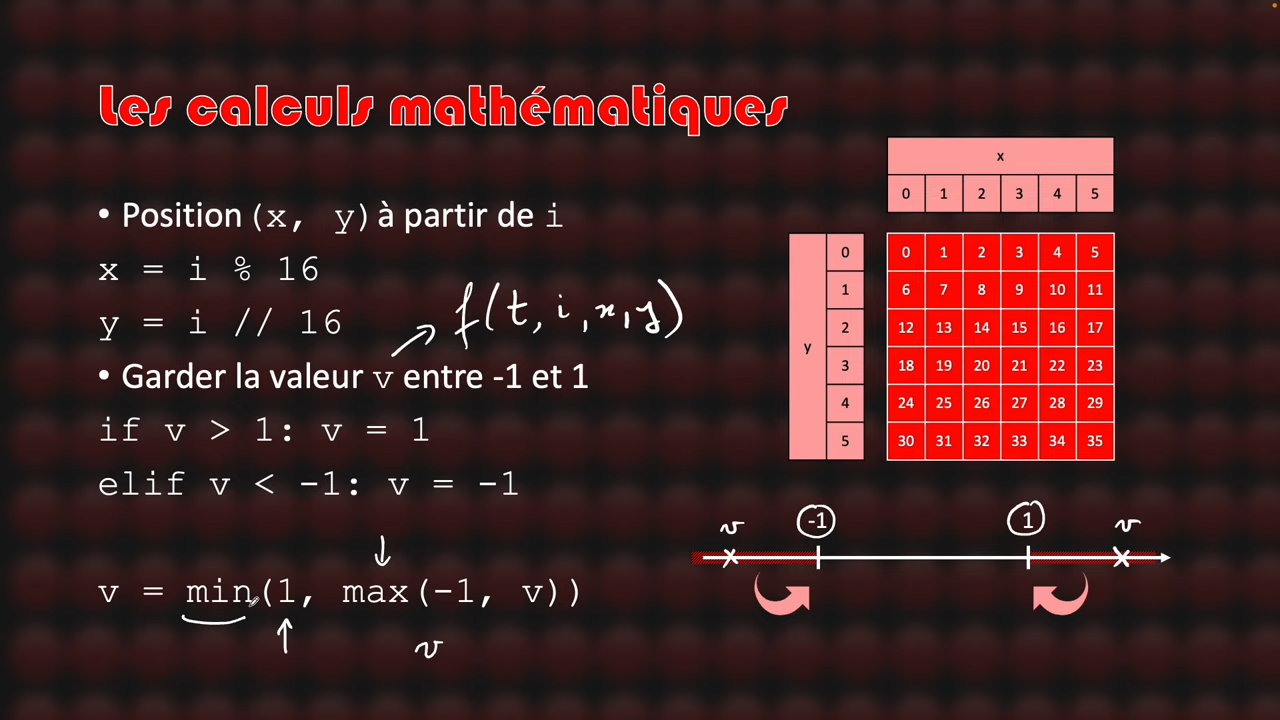 Les calculs mathématiques
• Position (x, y) à partir de i
x = i % 16
y = i // 16
f(t, i, x, y)
• Garder la valeur v entre -1 et 1
if v > 1: v = 1
elif v < -1: v = -1
v = min(1, max(-1, v))
v
x
0 1 2 3 4 5
y
0 0 1 2 3 4 5
1 6 7 8 9 10 11
2 12 13 14 15 16 17
3 18 19 20 21 22 23
4 24 25 26 27 28 29
5 30 31 32 33 34 35
v -1 1 v